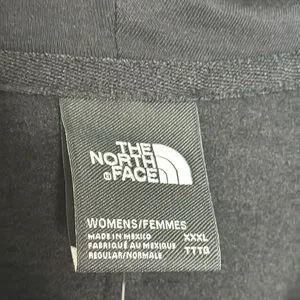 THE
NORTH
FACE
WOMENS/FEMMES
MADE IN MEXICO XXXL
FABRIQUÉ AU MEXIQUE TTTG
REGULAR/NORMALE